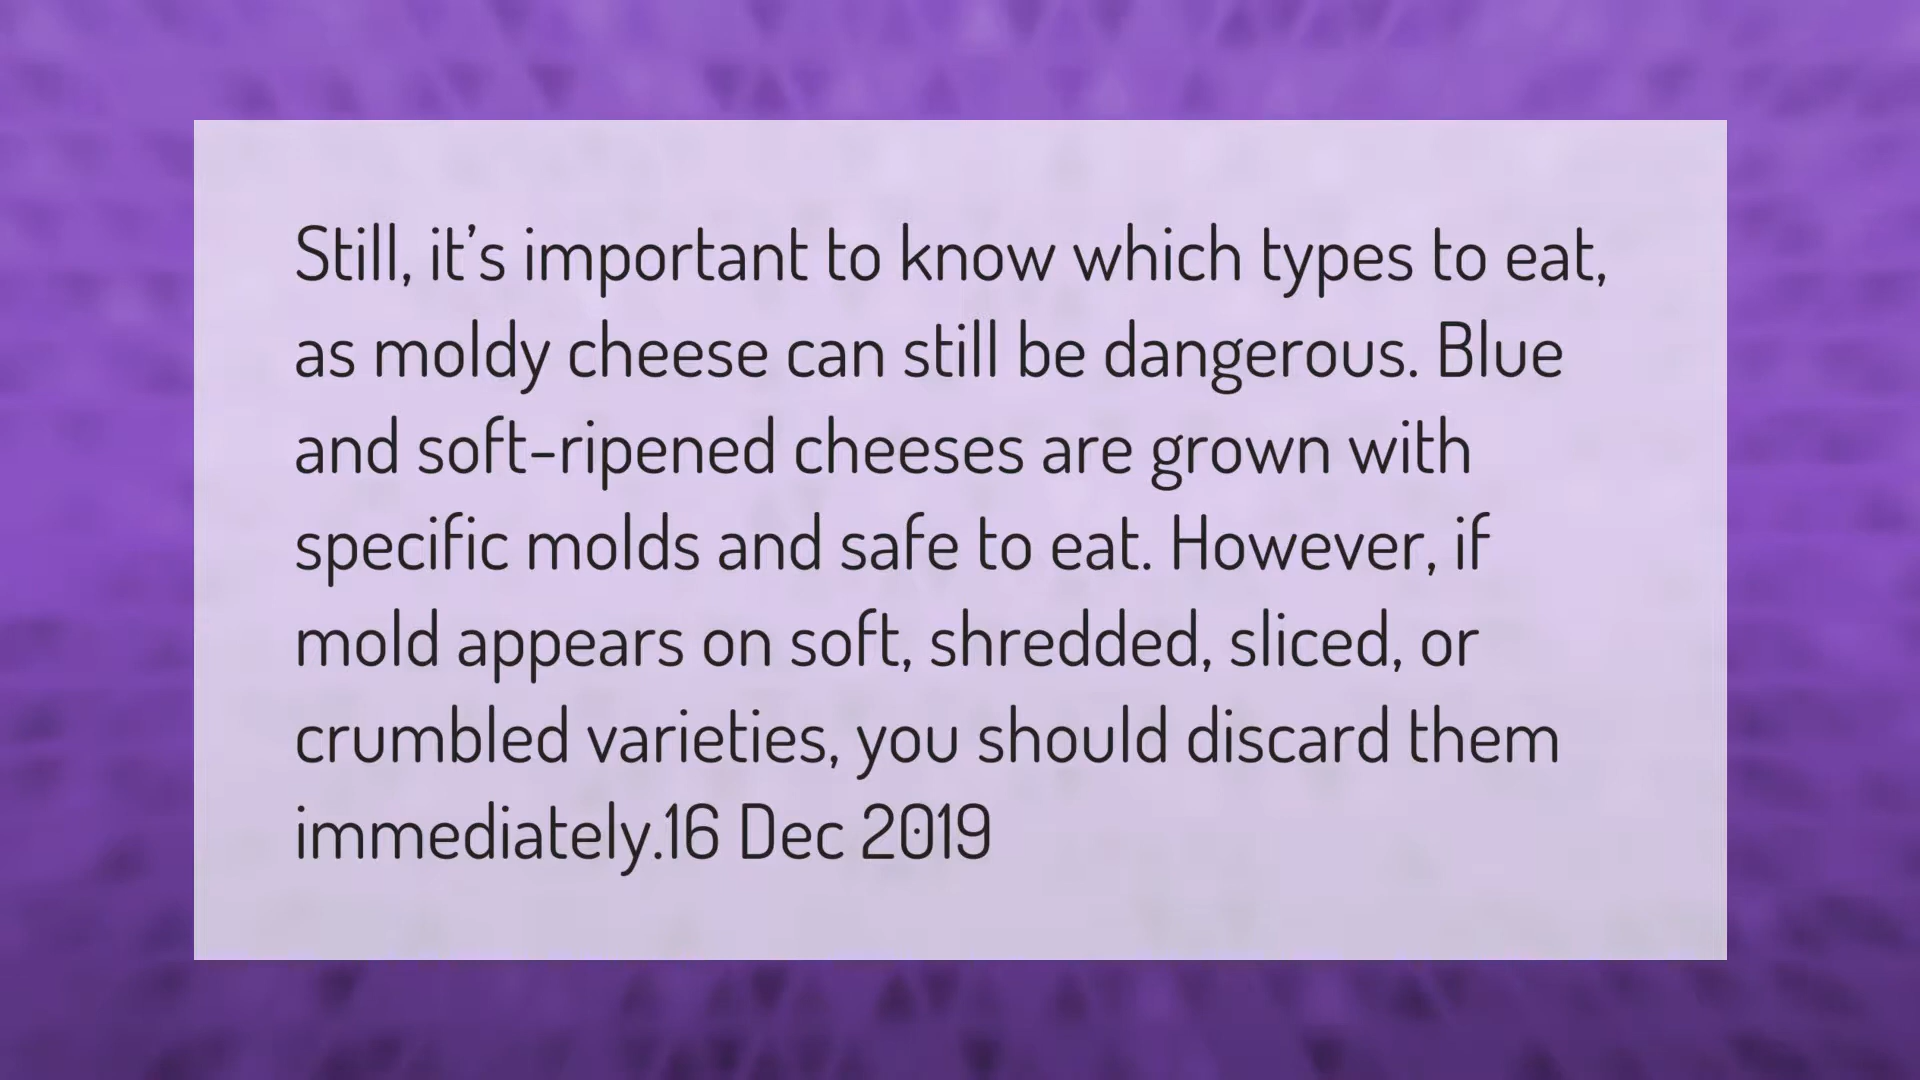 Still, it’s important to know which types to eat,
as moldy cheese can still be dangerous. Blue
and soft-ripened cheeses are grown with
specific molds and safe to eat. However, if
mold appears on soft, shredded, sliced, or
crumbled varieties, you should discard them
immediately.16 Dec 2019